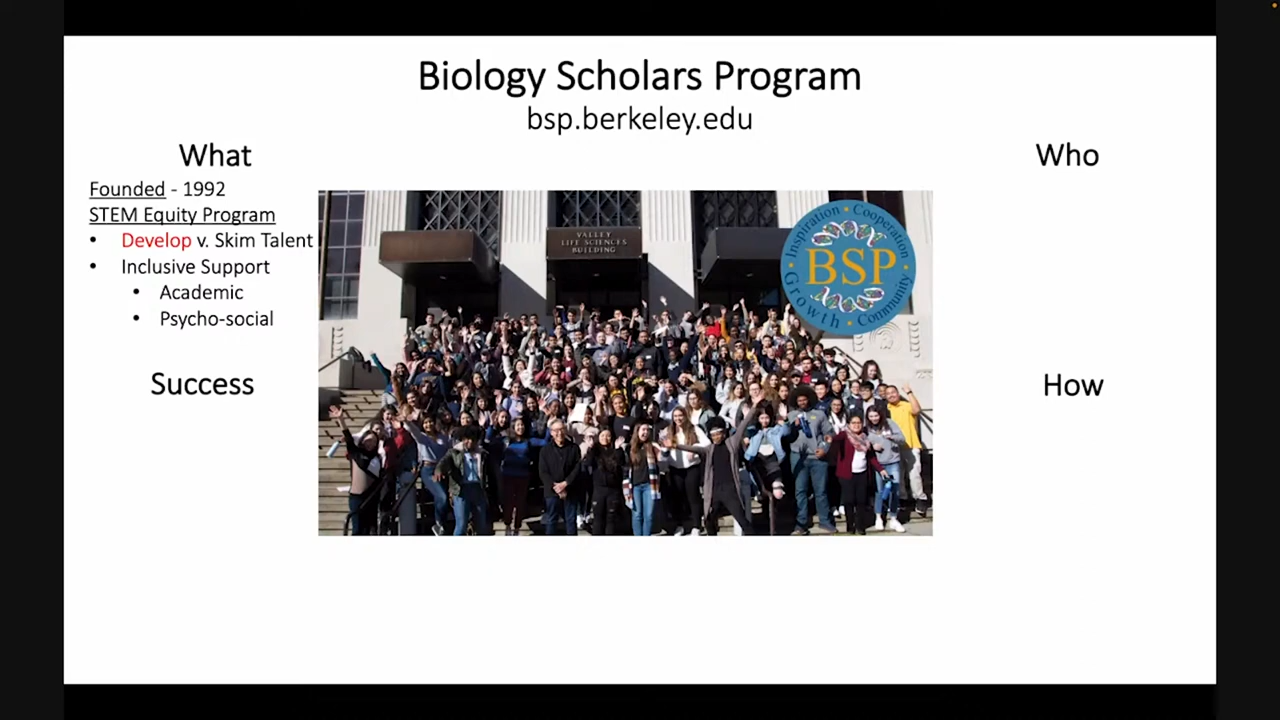 Biology Scholars Program
bsp.berkeley.edu
What
Founded - 1992
STEM Equity Program
• Develop v. Skim Talent
• Inclusive Support
• Academic
• Psycho-social
Success
Who
How
VALLEY
LIFE SCIENCES
BUILDING
Inspiration · Cooperation
BSP
Growth · Community